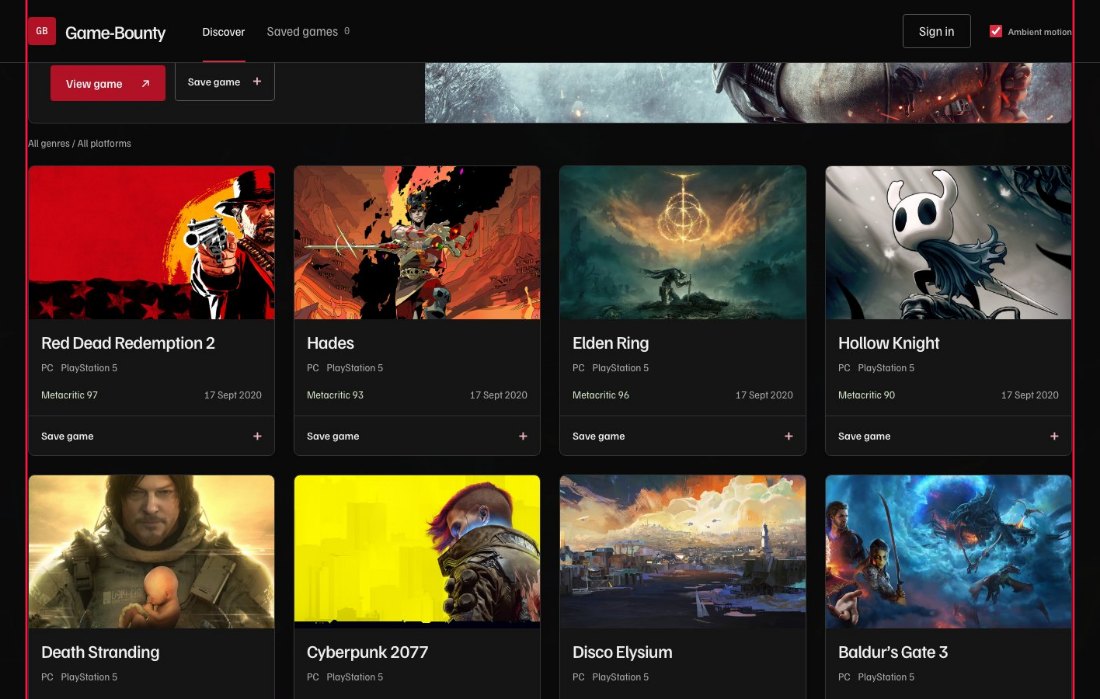 GB Game-Bounty Discover Saved games 0 Sign in Ambient motion
View game Save game +
All genres / All platforms
Red Dead Redemption 2 Hades Elden Ring Hollow Knight
PC PlayStation 5 PC PlayStation 5 PC PlayStation 5 PC PlayStation 5
Metacritic 97 17 Sept 2020 Metacritic 93 17 Sept 2020 Metacritic 96 17 Sept 2020 Metacritic 90 17 Sept 2020
Save game + Save game + Save game + Save game +
Death Stranding Cyberpunk 2077 Disco Elysium Baldur's Gate 3
PC PlayStation 5 PC PlayStation 5 PC PlayStation 5 PC PlayStation 5